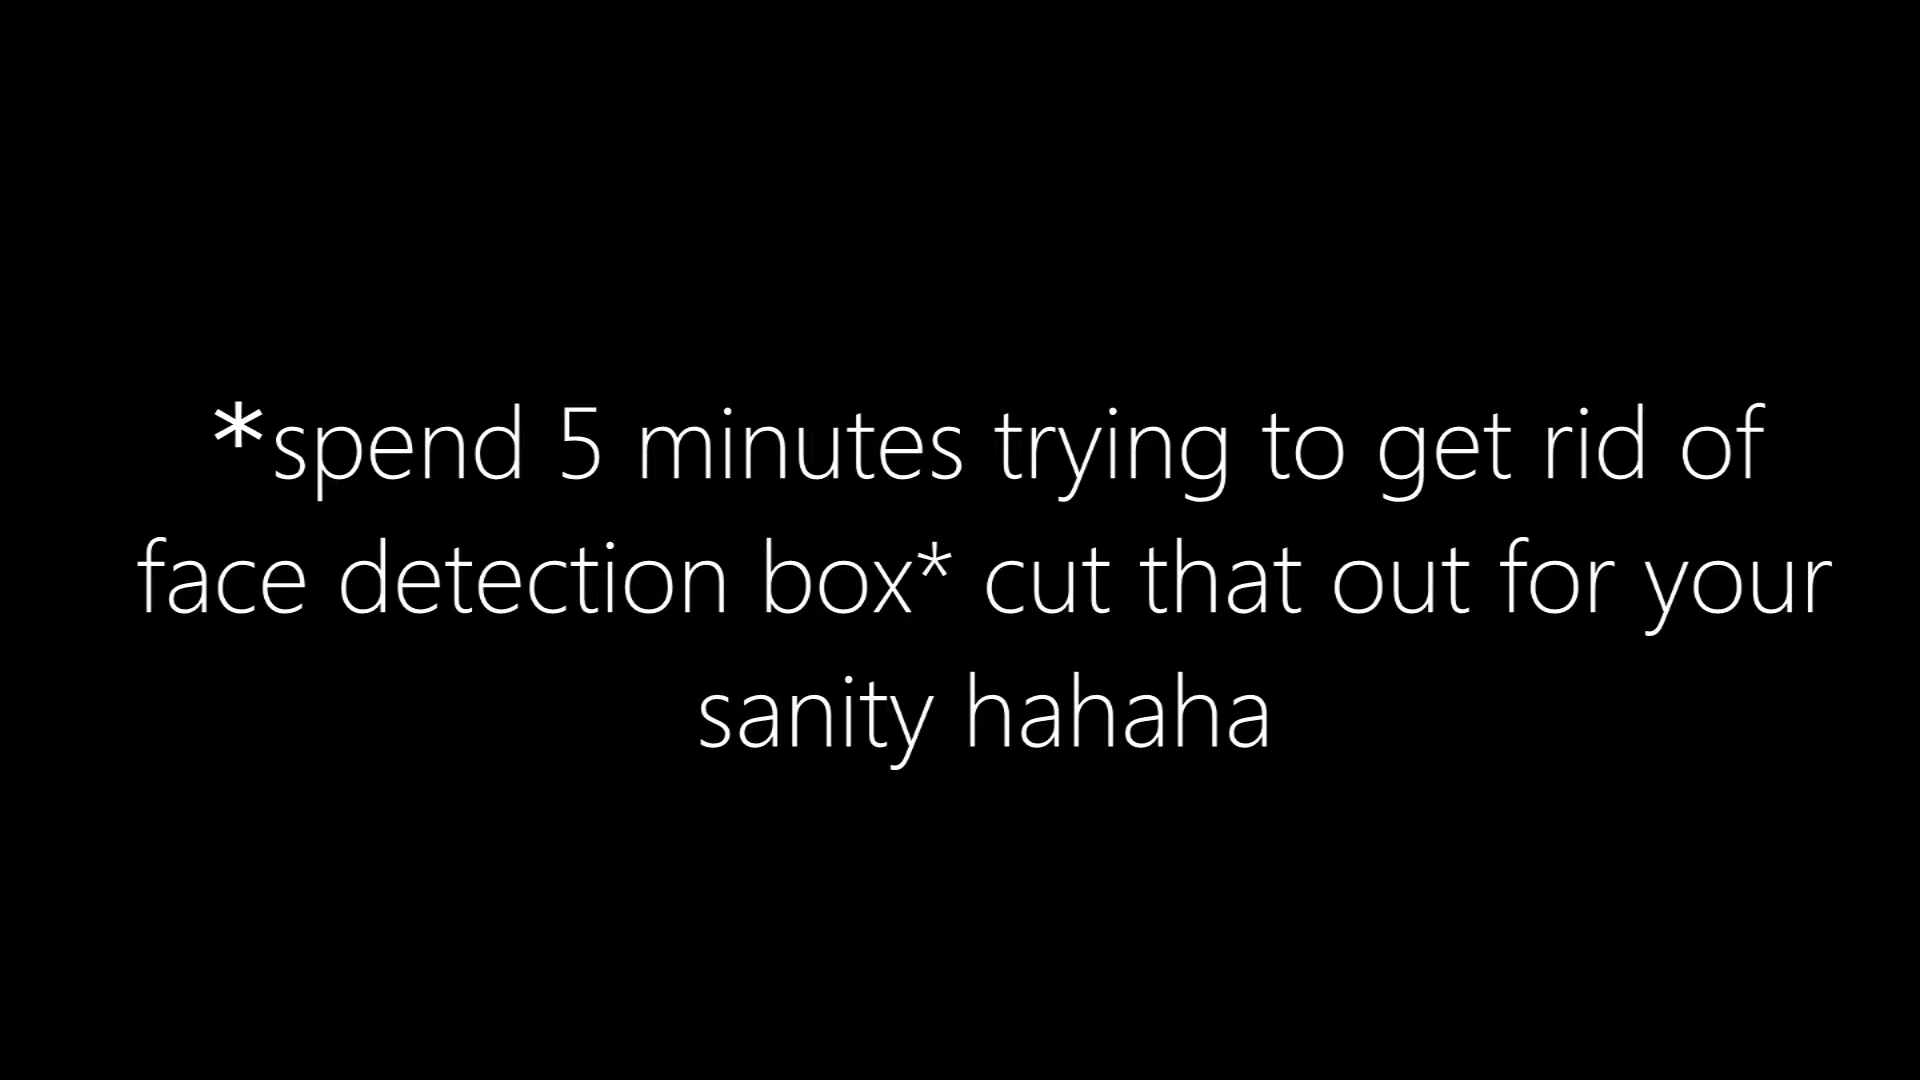 *spend 5 minutes trying to get rid of
face detection box* cut that out for your
sanity hahaha